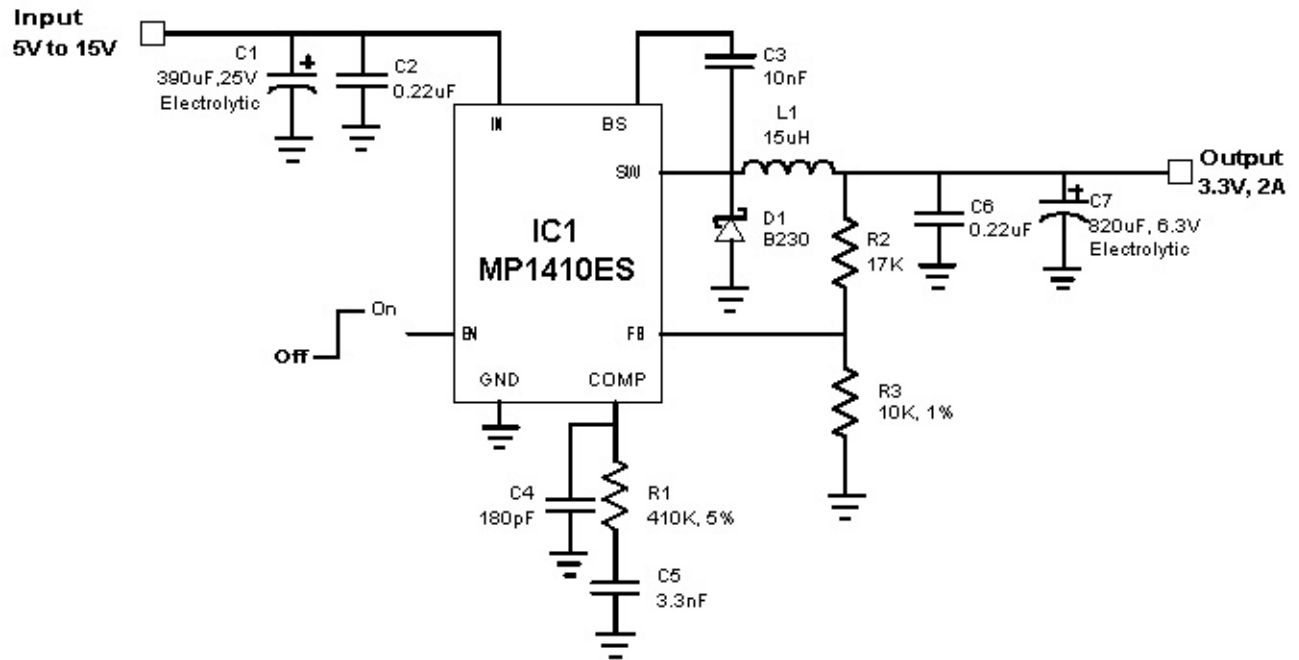 Input
5V to 15V
C1
390uF,25V
Electrolytic
C2
0.22uF
C3
10nF
L1
15uH
IN
BS
SW
IC1
MP1410ES
D1
B230
R2
17K
C6
0.22uF
C7
820uF, 6.3V
Electrolytic
Output
3.3V, 2A
On
Off
EN
FB
GND
COMP
R3
10K, 1%
C4
180pF
R1
410K, 5%
C5
3.3nF